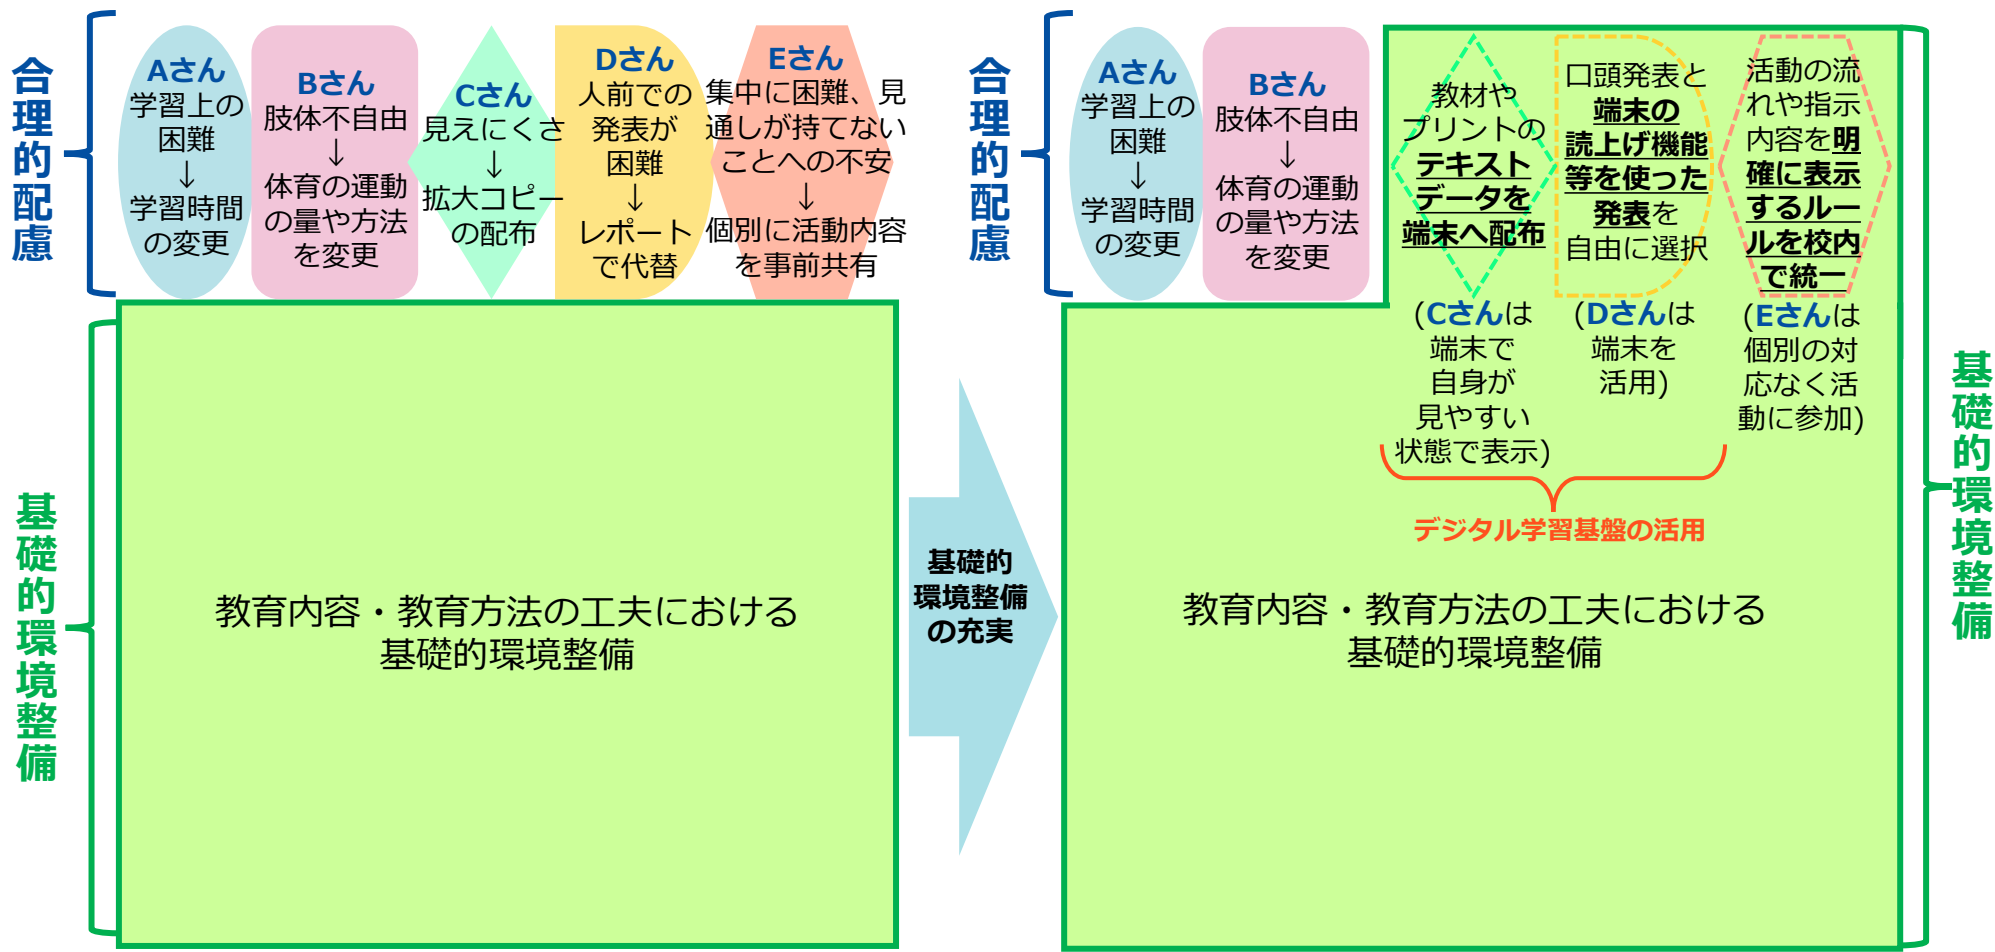 合理的配慮
Aさん
学習上の
困難
↓
学習時間
の変更
Bさん
肢体不自由
↓
体育の運動
の量や方法
を変更
Cさん
見えにくさ
↓
拡大コピー
の配布
Dさん
人前での
発表が
困難
↓
レポート
で代替
Eさん
集中に困難、見
通しが持てない
ことへの不安
↓
個別に活動内容
を事前共有
基礎的環境整備
教育内容・教育方法の工夫における
基礎的環境整備
基礎的
環境整備
の充実
合理的配慮
Aさん
学習上の
困難
↓
学習時間
の変更
Bさん
肢体不自由
↓
体育の運動
の量や方法
を変更
教材や
プリントの
テキスト
データを
端末へ配布
(Cさんは
端末で
自身が
見やすい
状態で表示)
口頭発表と
端末の
読上げ機能
等を使った
発表を
自由に選択
(Dさんは
端末を
活用)
活動の流
れや指示
内容を明
確に表示
するルー
ルを校内
で統一
(Eさんは
個別の対
応なく活
動に参加)
デジタル学習基盤の活用
教育内容・教育方法の工夫における
基礎的環境整備
基礎的環境整備